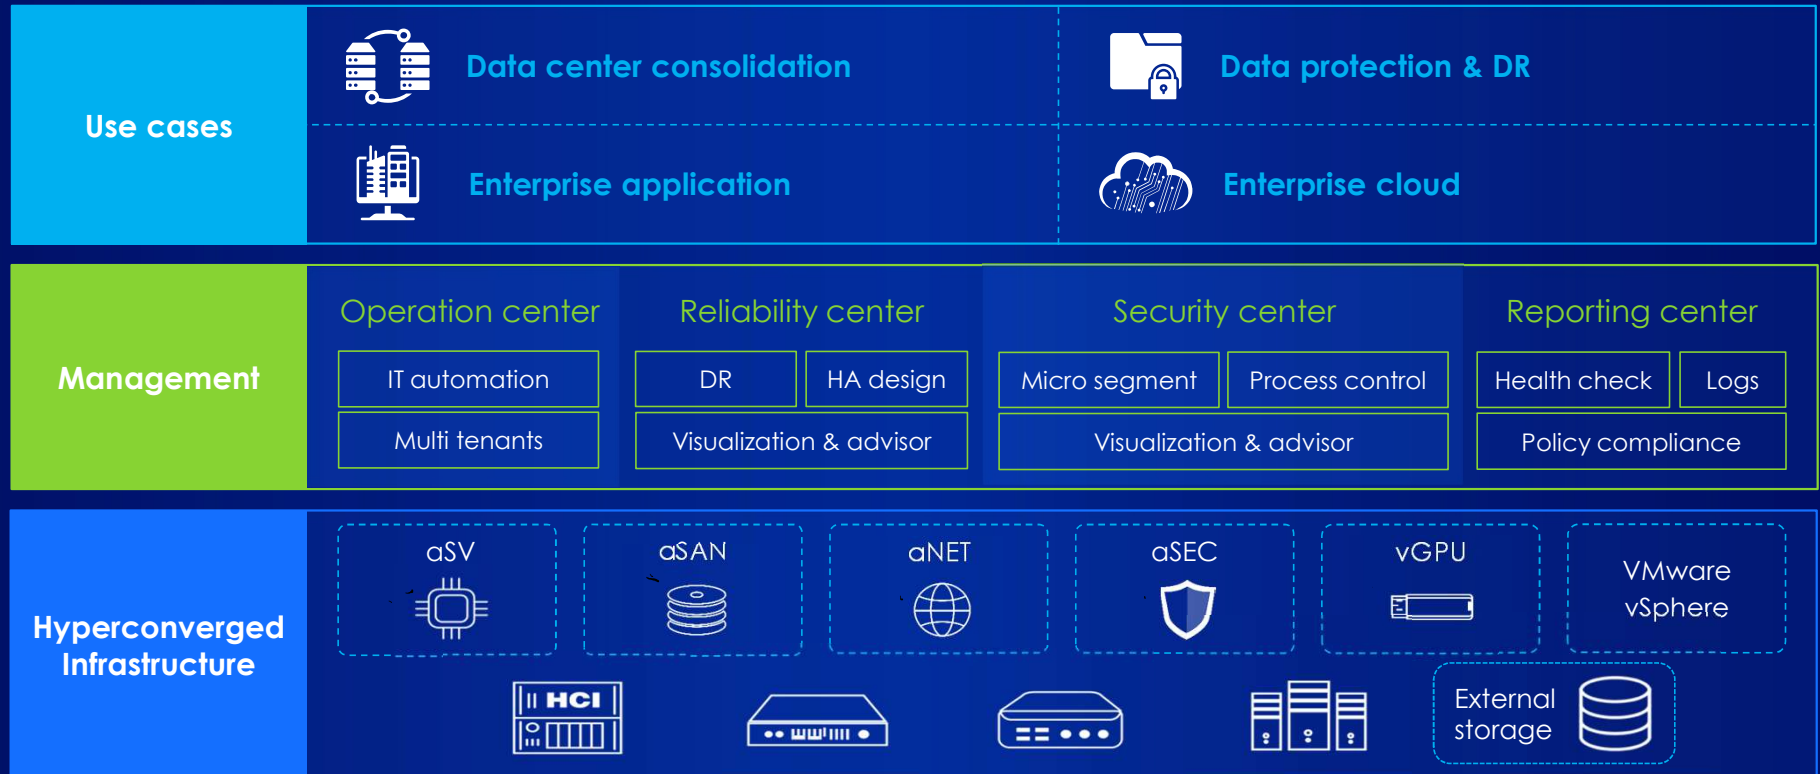 Use cases
Data center consolidation
Data protection & DR
Enterprise application
Enterprise cloud
Management
Operation center
IT automation
Multi tenants
Reliability center
DR
HA design
Visualization & advisor
Security center
Micro segment
Process control
Visualization & advisor
Reporting center
Health check
Logs
Policy compliance
Hyperconverged
Infrastructure
aSV
aSAN
aNET
aSEC
vGPU
VMware
vSphere
HCI
External
storage